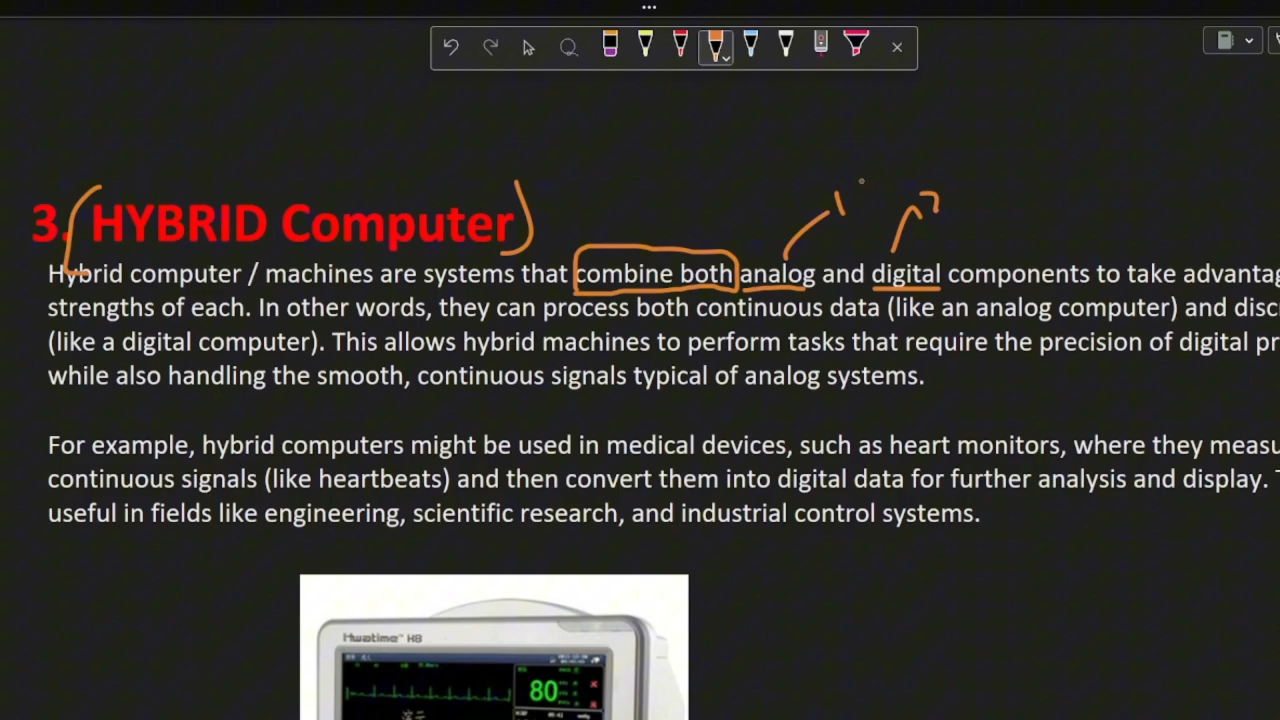 3. HYBRID Computer
Hybrid computer / machines are systems that combine both analog and digital components to take
strengths of each. In other words, they can process both continuous data (like an analog computer) and
(like a digital computer). This allows hybrid machines to perform tasks that require the precision of digital
while also handling the smooth, continuous signals typical of analog systems.
For example, hybrid computers might be used in medical devices, such as heart monitors, where they
continuous signals (like heartbeats) and then convert them into digital data for further analysis and display.
useful in fields like engineering, scientific research, and industrial control systems.
Hwatime™ H8
80